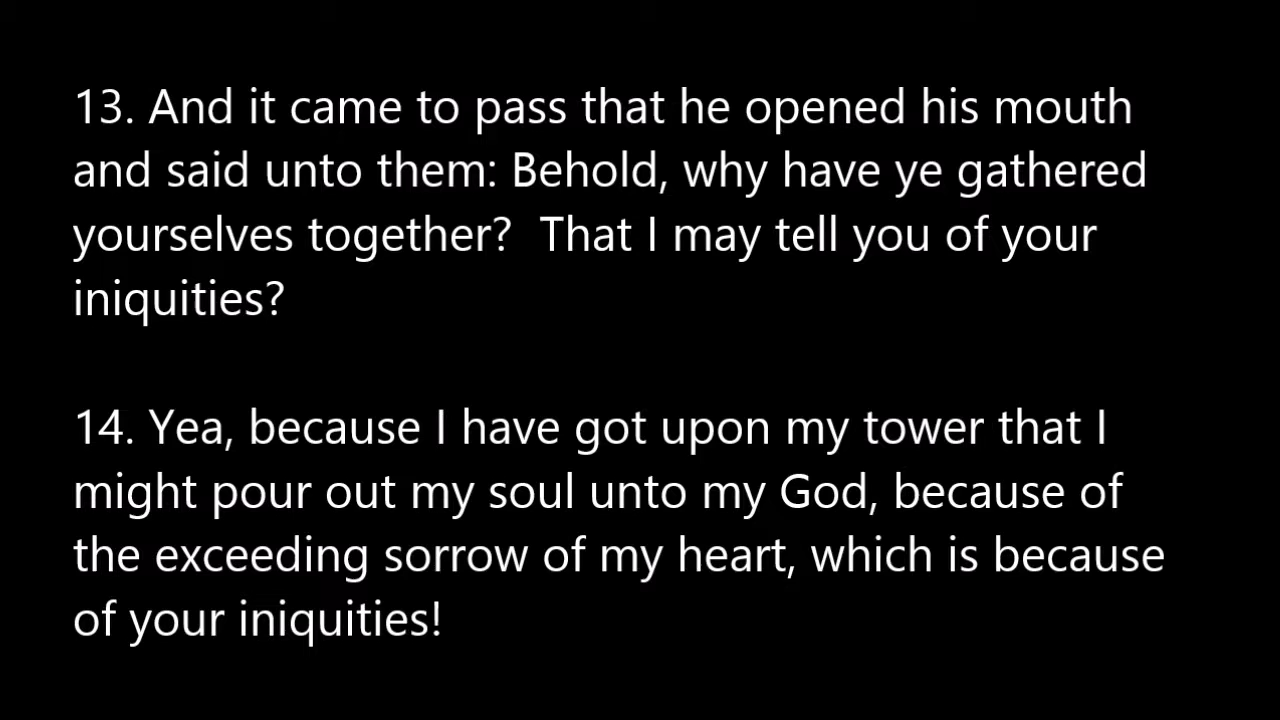 13. And it came to pass that he opened his mouth
and said unto them: Behold, why have ye gathered
yourselves together?  That I may tell you of your
iniquities?
14. Yea, because I have got upon my tower that I
might pour out my soul unto my God, because of
the exceeding sorrow of my heart, which is because
of your iniquities!